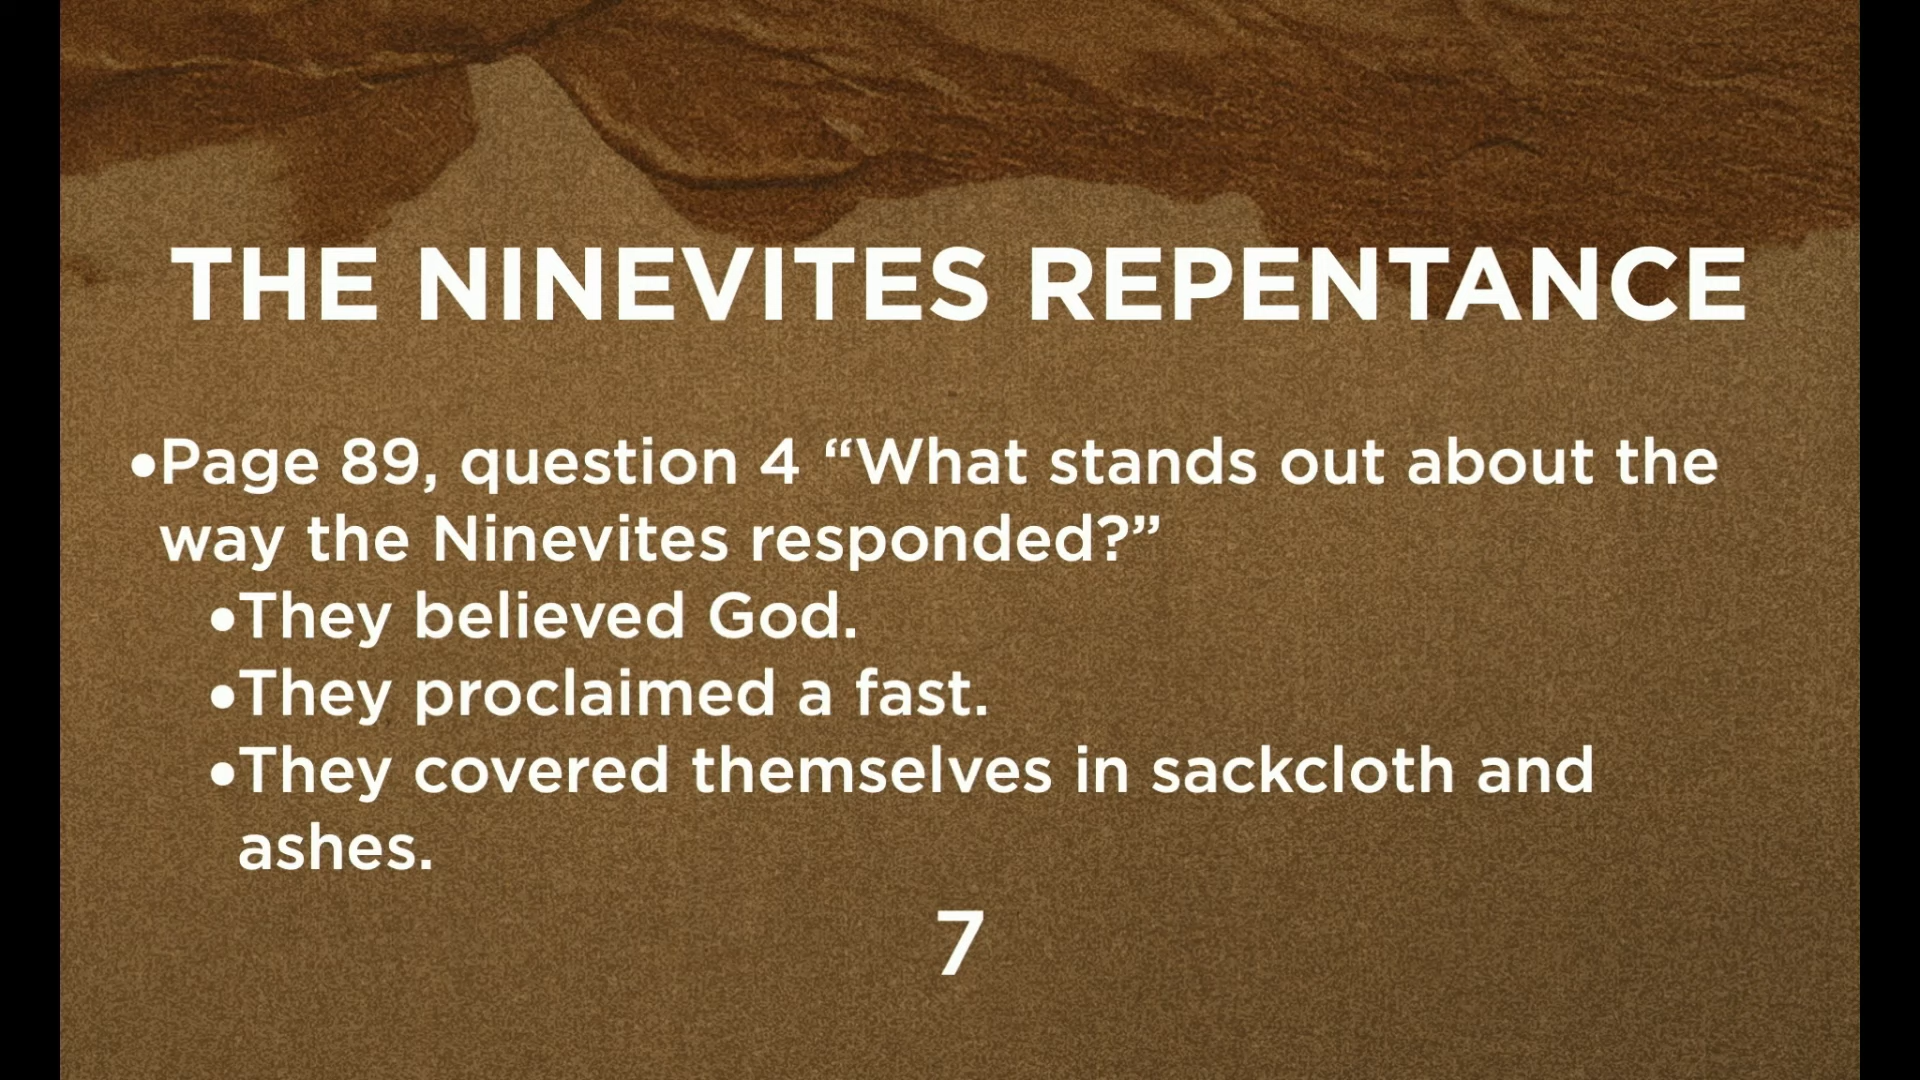 THE NINEVITES REPENTANCE
•Page 89, question 4 “What stands out about the
way the Ninevites responded?”
•They believed God.
•They proclaimed a fast.
•They covered themselves in sackcloth and
ashes.
7